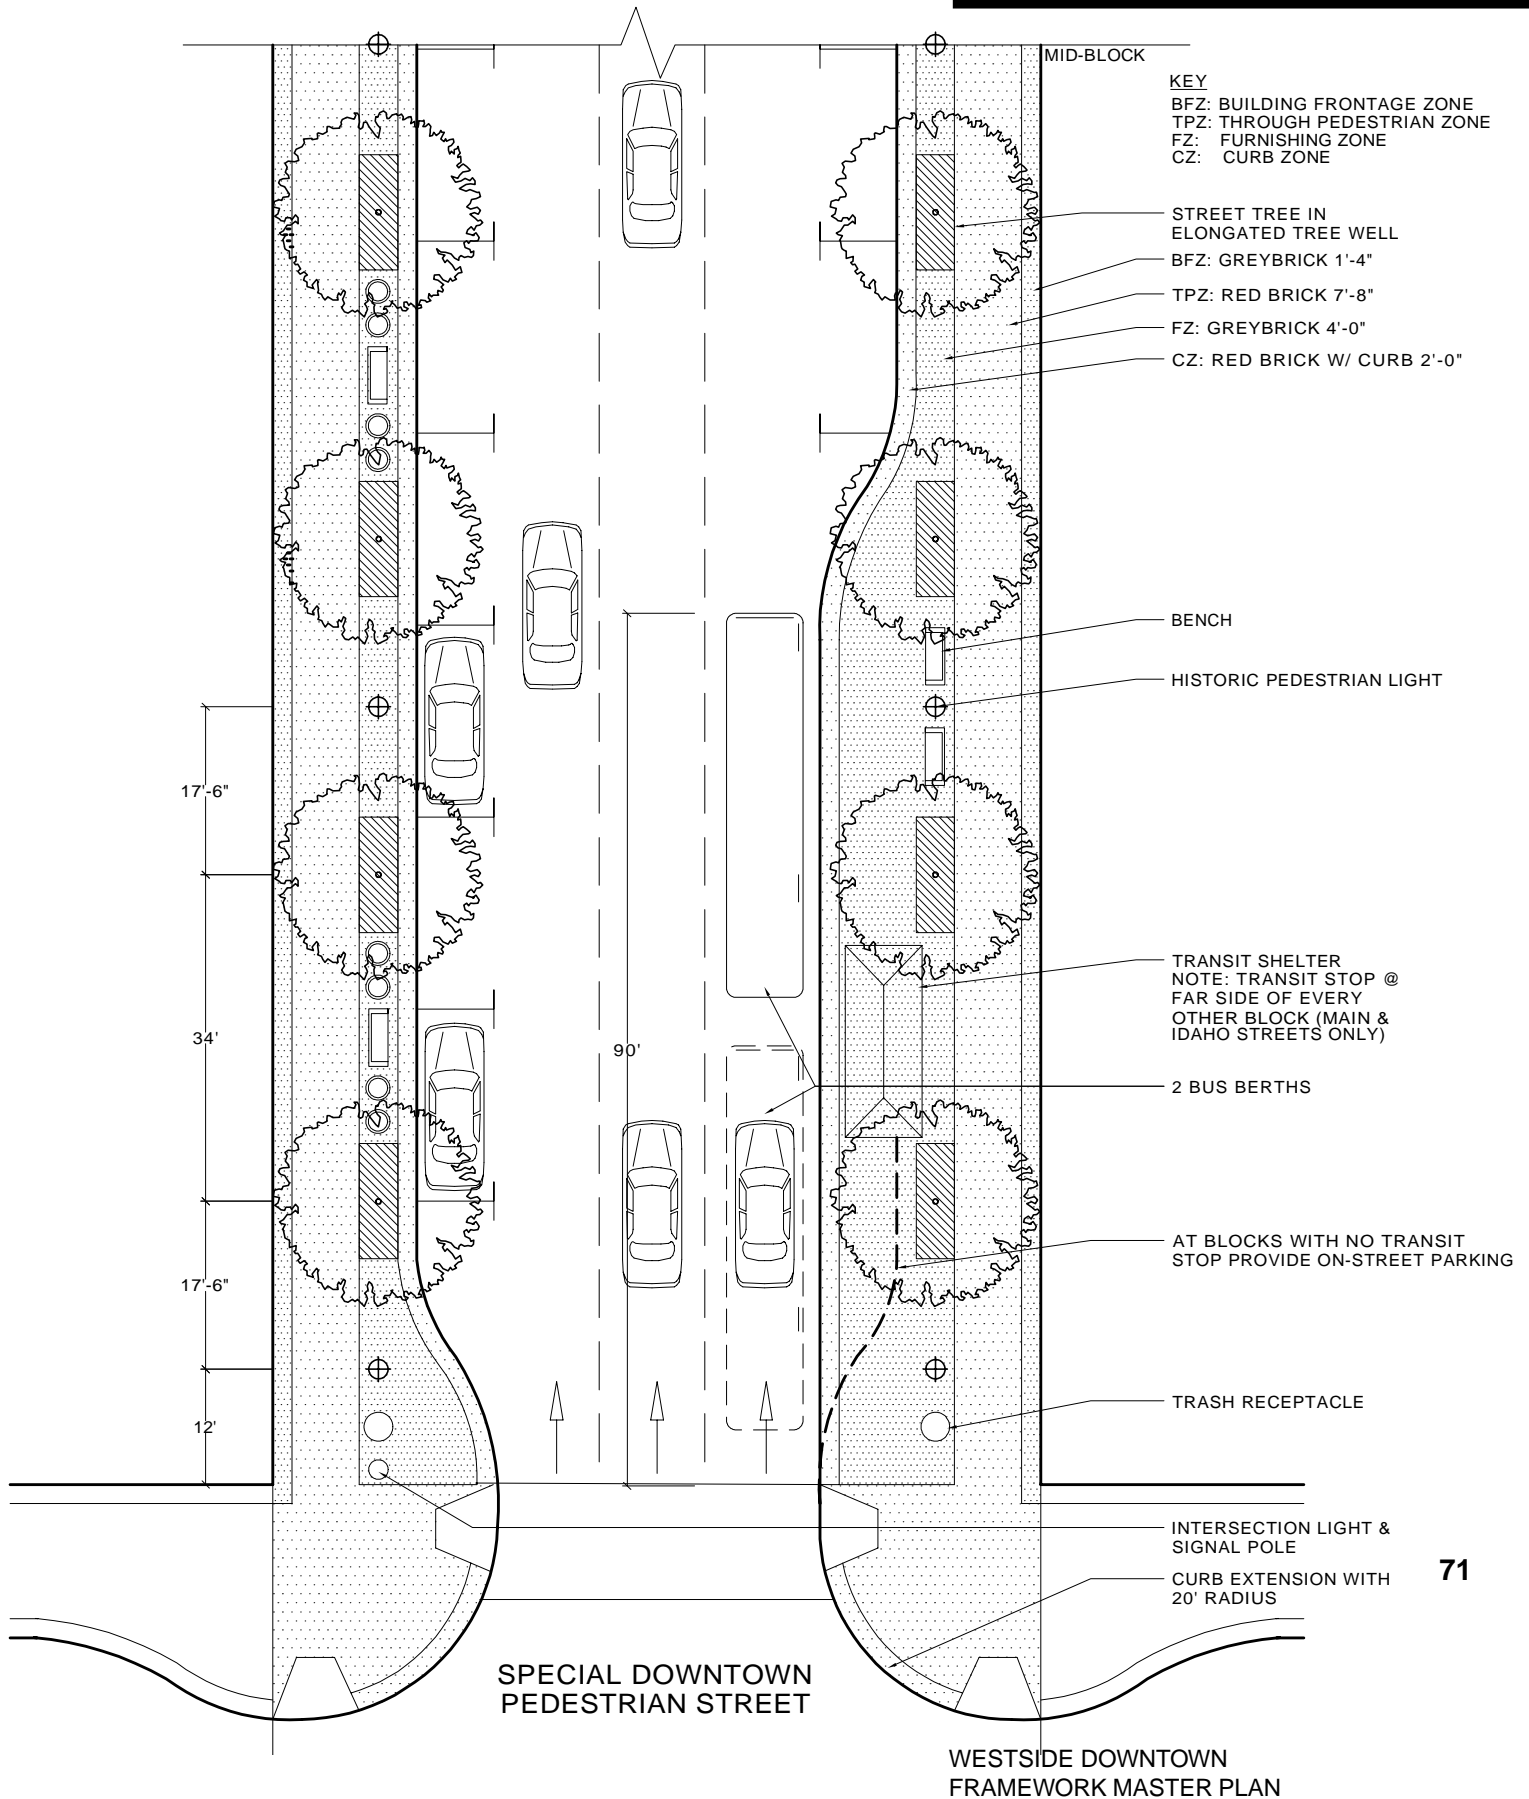 MID-BLOCK
KEY
BFZ: BUILDING FRONTAGE ZONE
TPZ: THROUGH PEDESTRIAN ZONE
FZ: FURNISHING ZONE
CZ: CURB ZONE
STREET TREE IN
ELONGATED TREE WELL
BFZ: GREYBRICK 1'-4"
TPZ: RED BRICK 7'-8"
FZ: GREYBRICK 4'-0"
CZ: RED BRICK W/ CURB 2'-0"
BENCH
HISTORIC PEDESTRIAN LIGHT
17'-6"
TRANSIT SHELTER
NOTE: TRANSIT STOP @
FAR SIDE OF EVERY
OTHER BLOCK (MAIN &
IDAHO STREETS ONLY)
34'
90'
2 BUS BERTHS
AT BLOCKS WITH NO TRANSIT
STOP PROVIDE ON-STREET PARKING
17'-6"
TRASH RECEPTACLE
12'
INTERSECTION LIGHT &
SIGNAL POLE
71
CURB EXTENSION WITH
20' RADIUS
SPECIAL DOWNTOWN
PEDESTRIAN STREET
WESTSIDE DOWNTOWN
FRAMEWORK MASTER PLAN